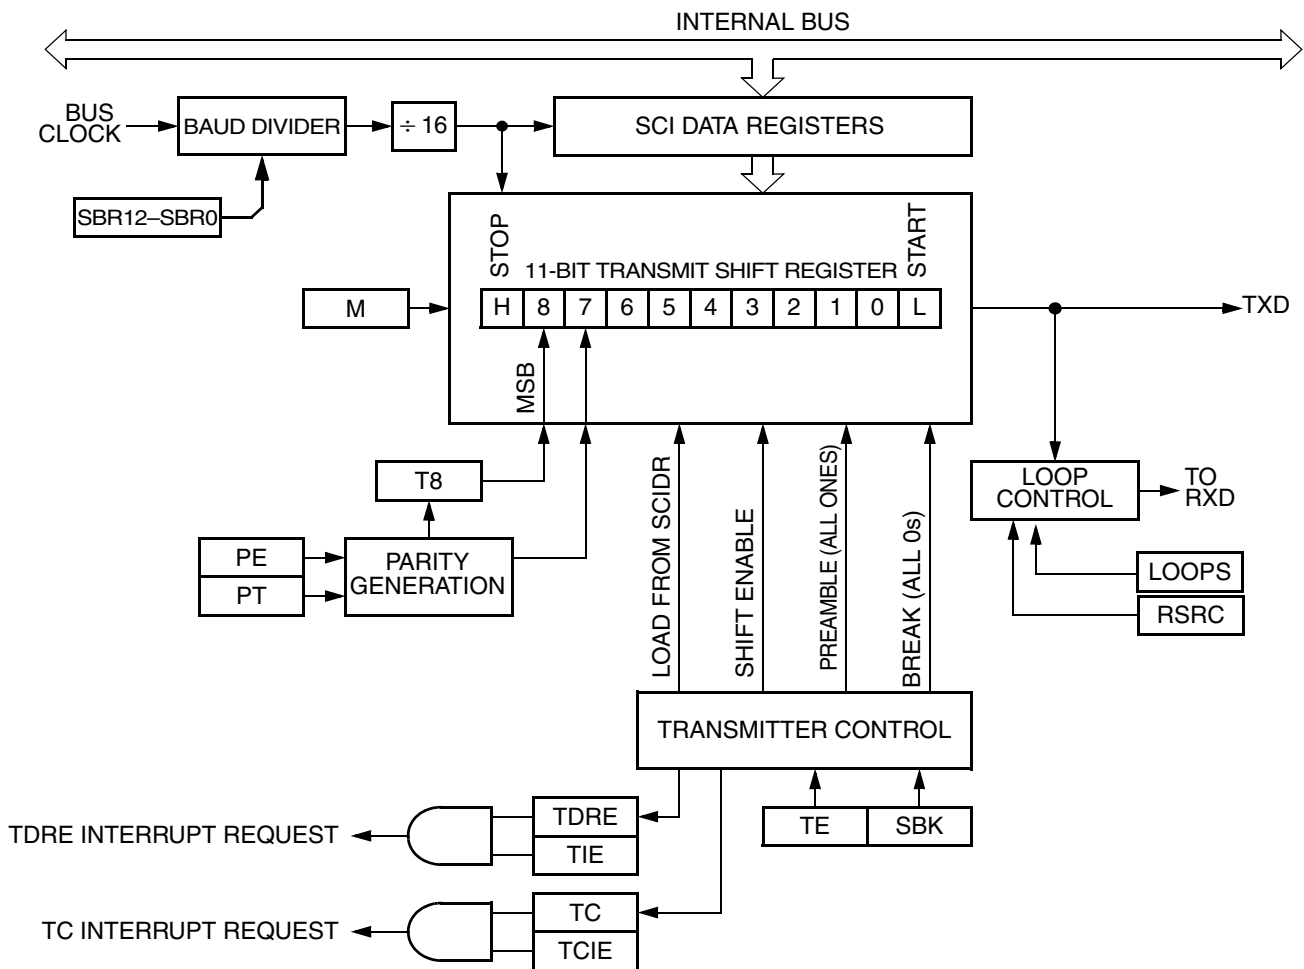 INTERNAL BUS
BUS
CLOCK
BAUD DIVIDER
÷ 16
SCI DATA REGISTERS
SBR12–SBR0
STOP
11-BIT TRANSMIT SHIFT REGISTER
START
M
H 8 7 6 5 4 3 2 1 0 L
TXD
MSB
T8
LOOP
CONTROL
TO
RXD
PE
PT
PARITY
GENERATION
LOAD FROM SCIDR
SHIFT ENABLE
PREAMBLE (ALL ONES)
BREAK (ALL 0s)
LOOPS
RSRC
TRANSMITTER CONTROL
TDRE INTERRUPT REQUEST
TDRE
TIE
TE
SBK
TC INTERRUPT REQUEST
TC
TCIE